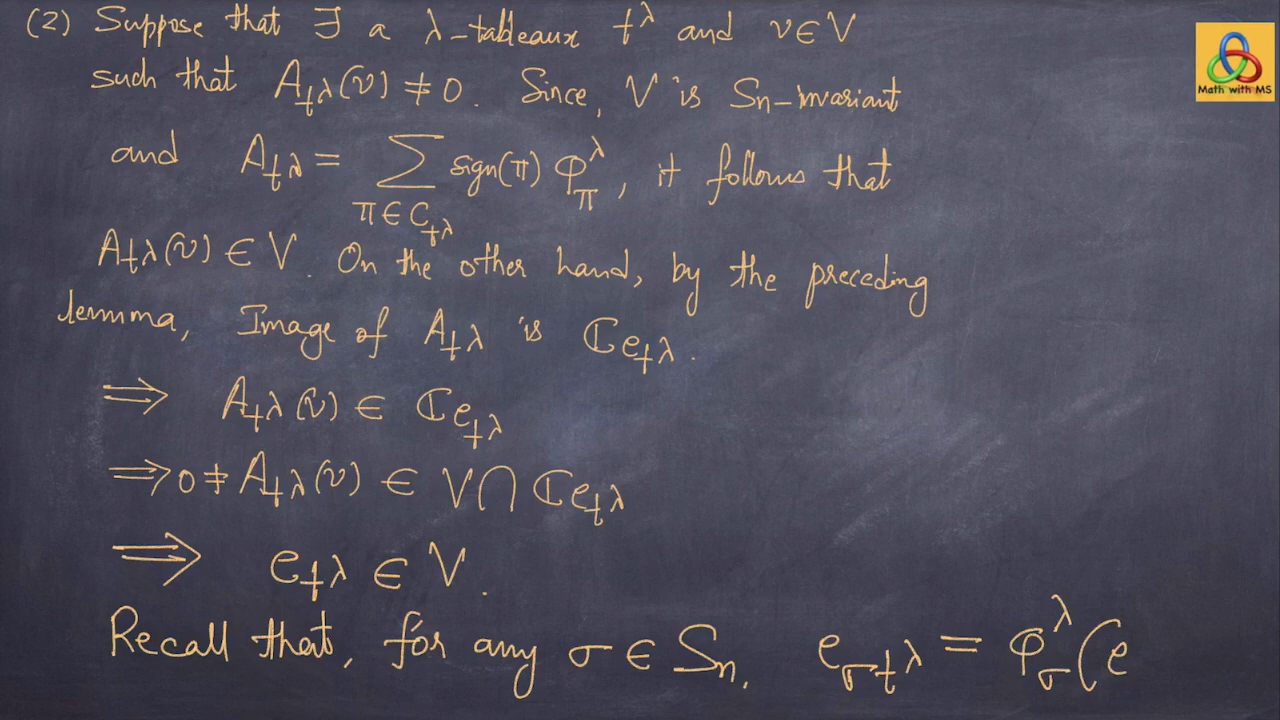 (2) Suppose that ∃ a λ-tableaux t^λ and v∈V
such that A_{t^λ}(v) ≠ 0. Since, V is Sn-invariant
and A_{t^λ} = ∑_{π∈C_{t^λ}} sign(π) φ_π^λ, it follows that
A_{t^λ}(v) ∈ V. On the other hand, by the preceding
lemma, Image of A_{t^λ} is ℂe_{t^λ}.
⇒ A_{t^λ}(v) ∈ ℂe_{t^λ}
⇒ 0 ≠ A_{t^λ}(v) ∈ V ∩ ℂe_{t^λ}
⇒ e_{t^λ} ∈ V.
Recall that, for any σ ∈ Sn, e_{σt^λ} = φ_σ^λ(e
Math with MS